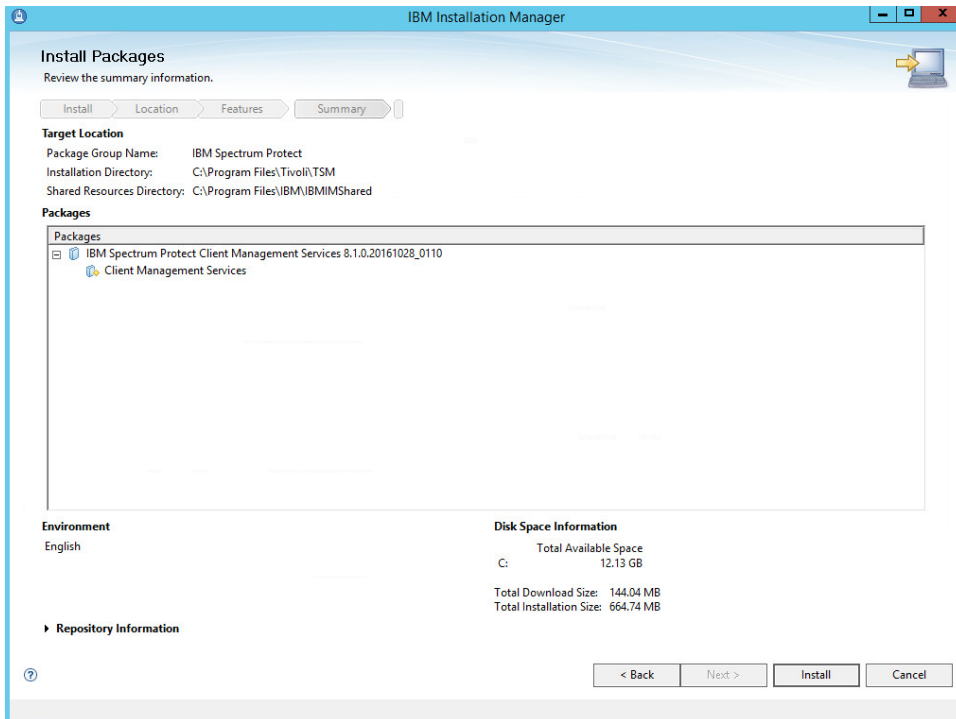 IBM Installation Manager
Install Packages
Review the summary information.
Install Location Features Summary
Target Location
Package Group Name: IBM Spectrum Protect
Installation Directory: C:\Program Files\Tivoli\TSM
Shared Resources Directory: C:\Program Files\IBM\IBMIMShared
Packages
Packages
IBM Spectrum Protect Client Management Services 8.1.0.20161028_0110
Client Management Services
Environment
English
Disk Space Information
Total Available Space
C: 12.13 GB
Total Download Size: 144.04 MB
Total Installation Size: 664.74 MB
Repository Information
< Back Next > Install Cancel